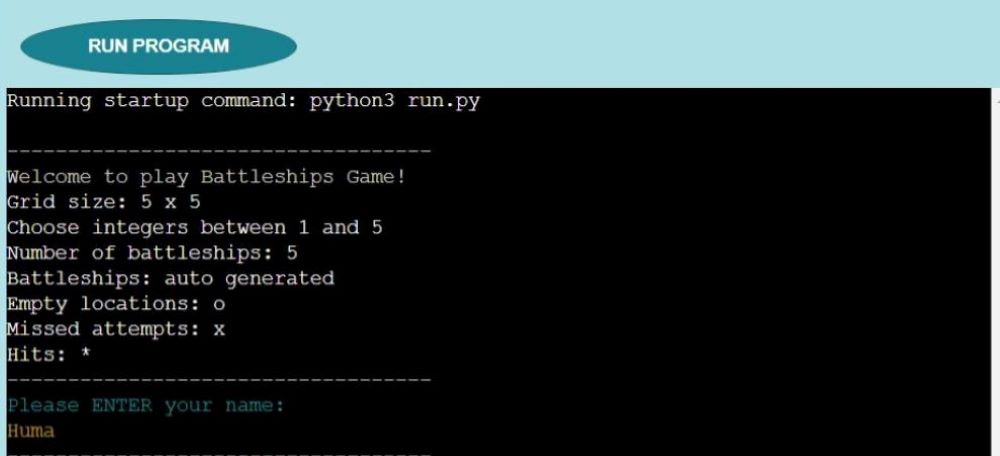 RUN PROGRAM
Running startup command: python3 run.py
-----------------------------------
Welcome to play Battleships Game!
Grid size: 5 x 5
Choose integers between 1 and 5
Number of battleships: 5
Battleships: auto generated
Empty locations: o
Missed attempts: x
Hits: *
-----------------------------------
Please ENTER your name:
Huma
-----------------------------------